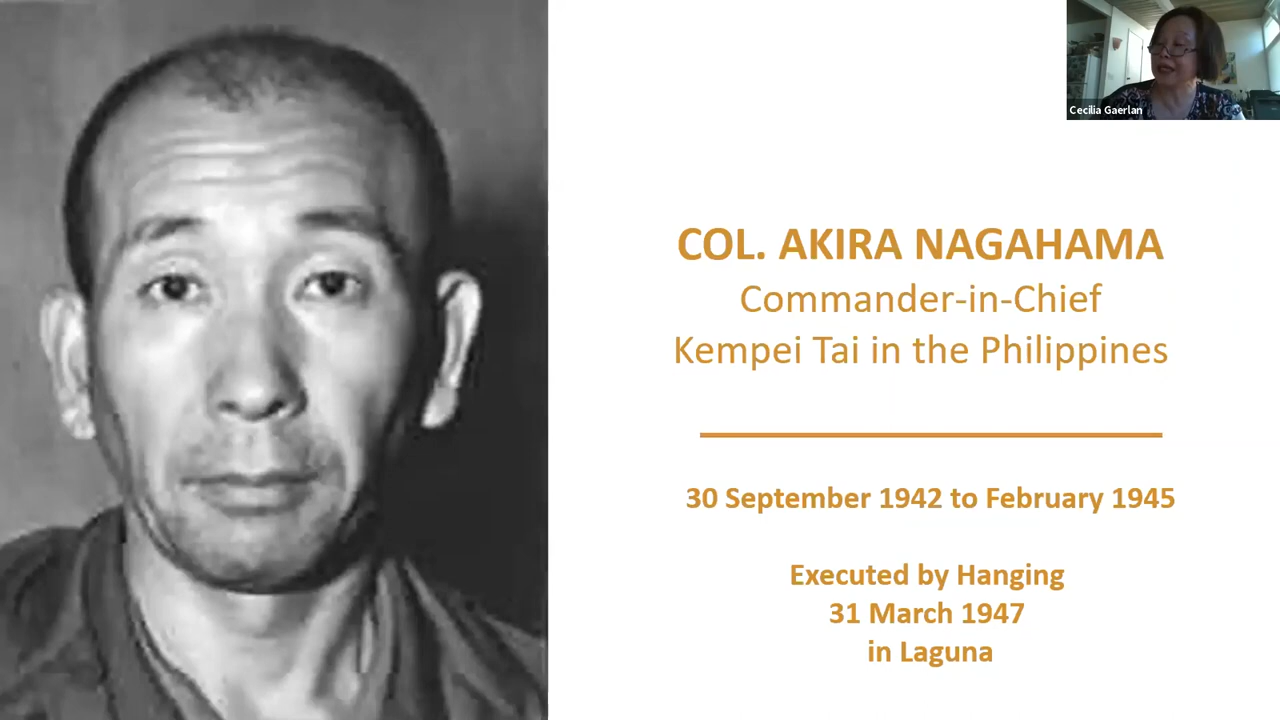 Cecilia Gaerlan
COL. AKIRA NAGAHAMA
Commander-in-Chief
Kempei Tai in the Philippines
30 September 1942 to February 1945
Executed by Hanging
31 March 1947
in Laguna